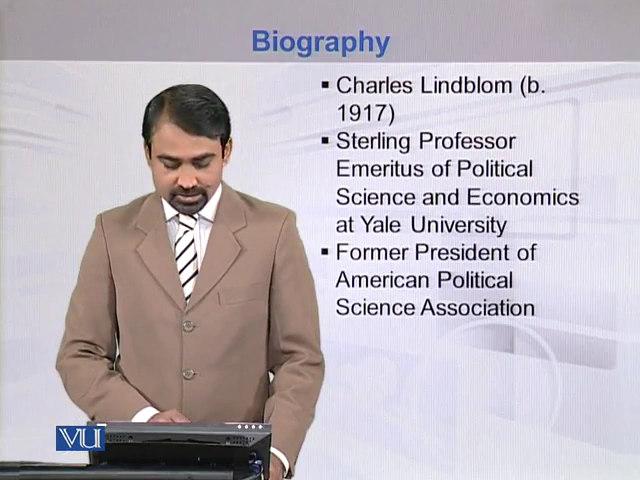 Biography
▪ Charles Lindblom (b.
1917)
▪ Sterling Professor
Emeritus of Political
Science and Economics
at Yale University
▪ Former President of
American Political
Science Association
VU